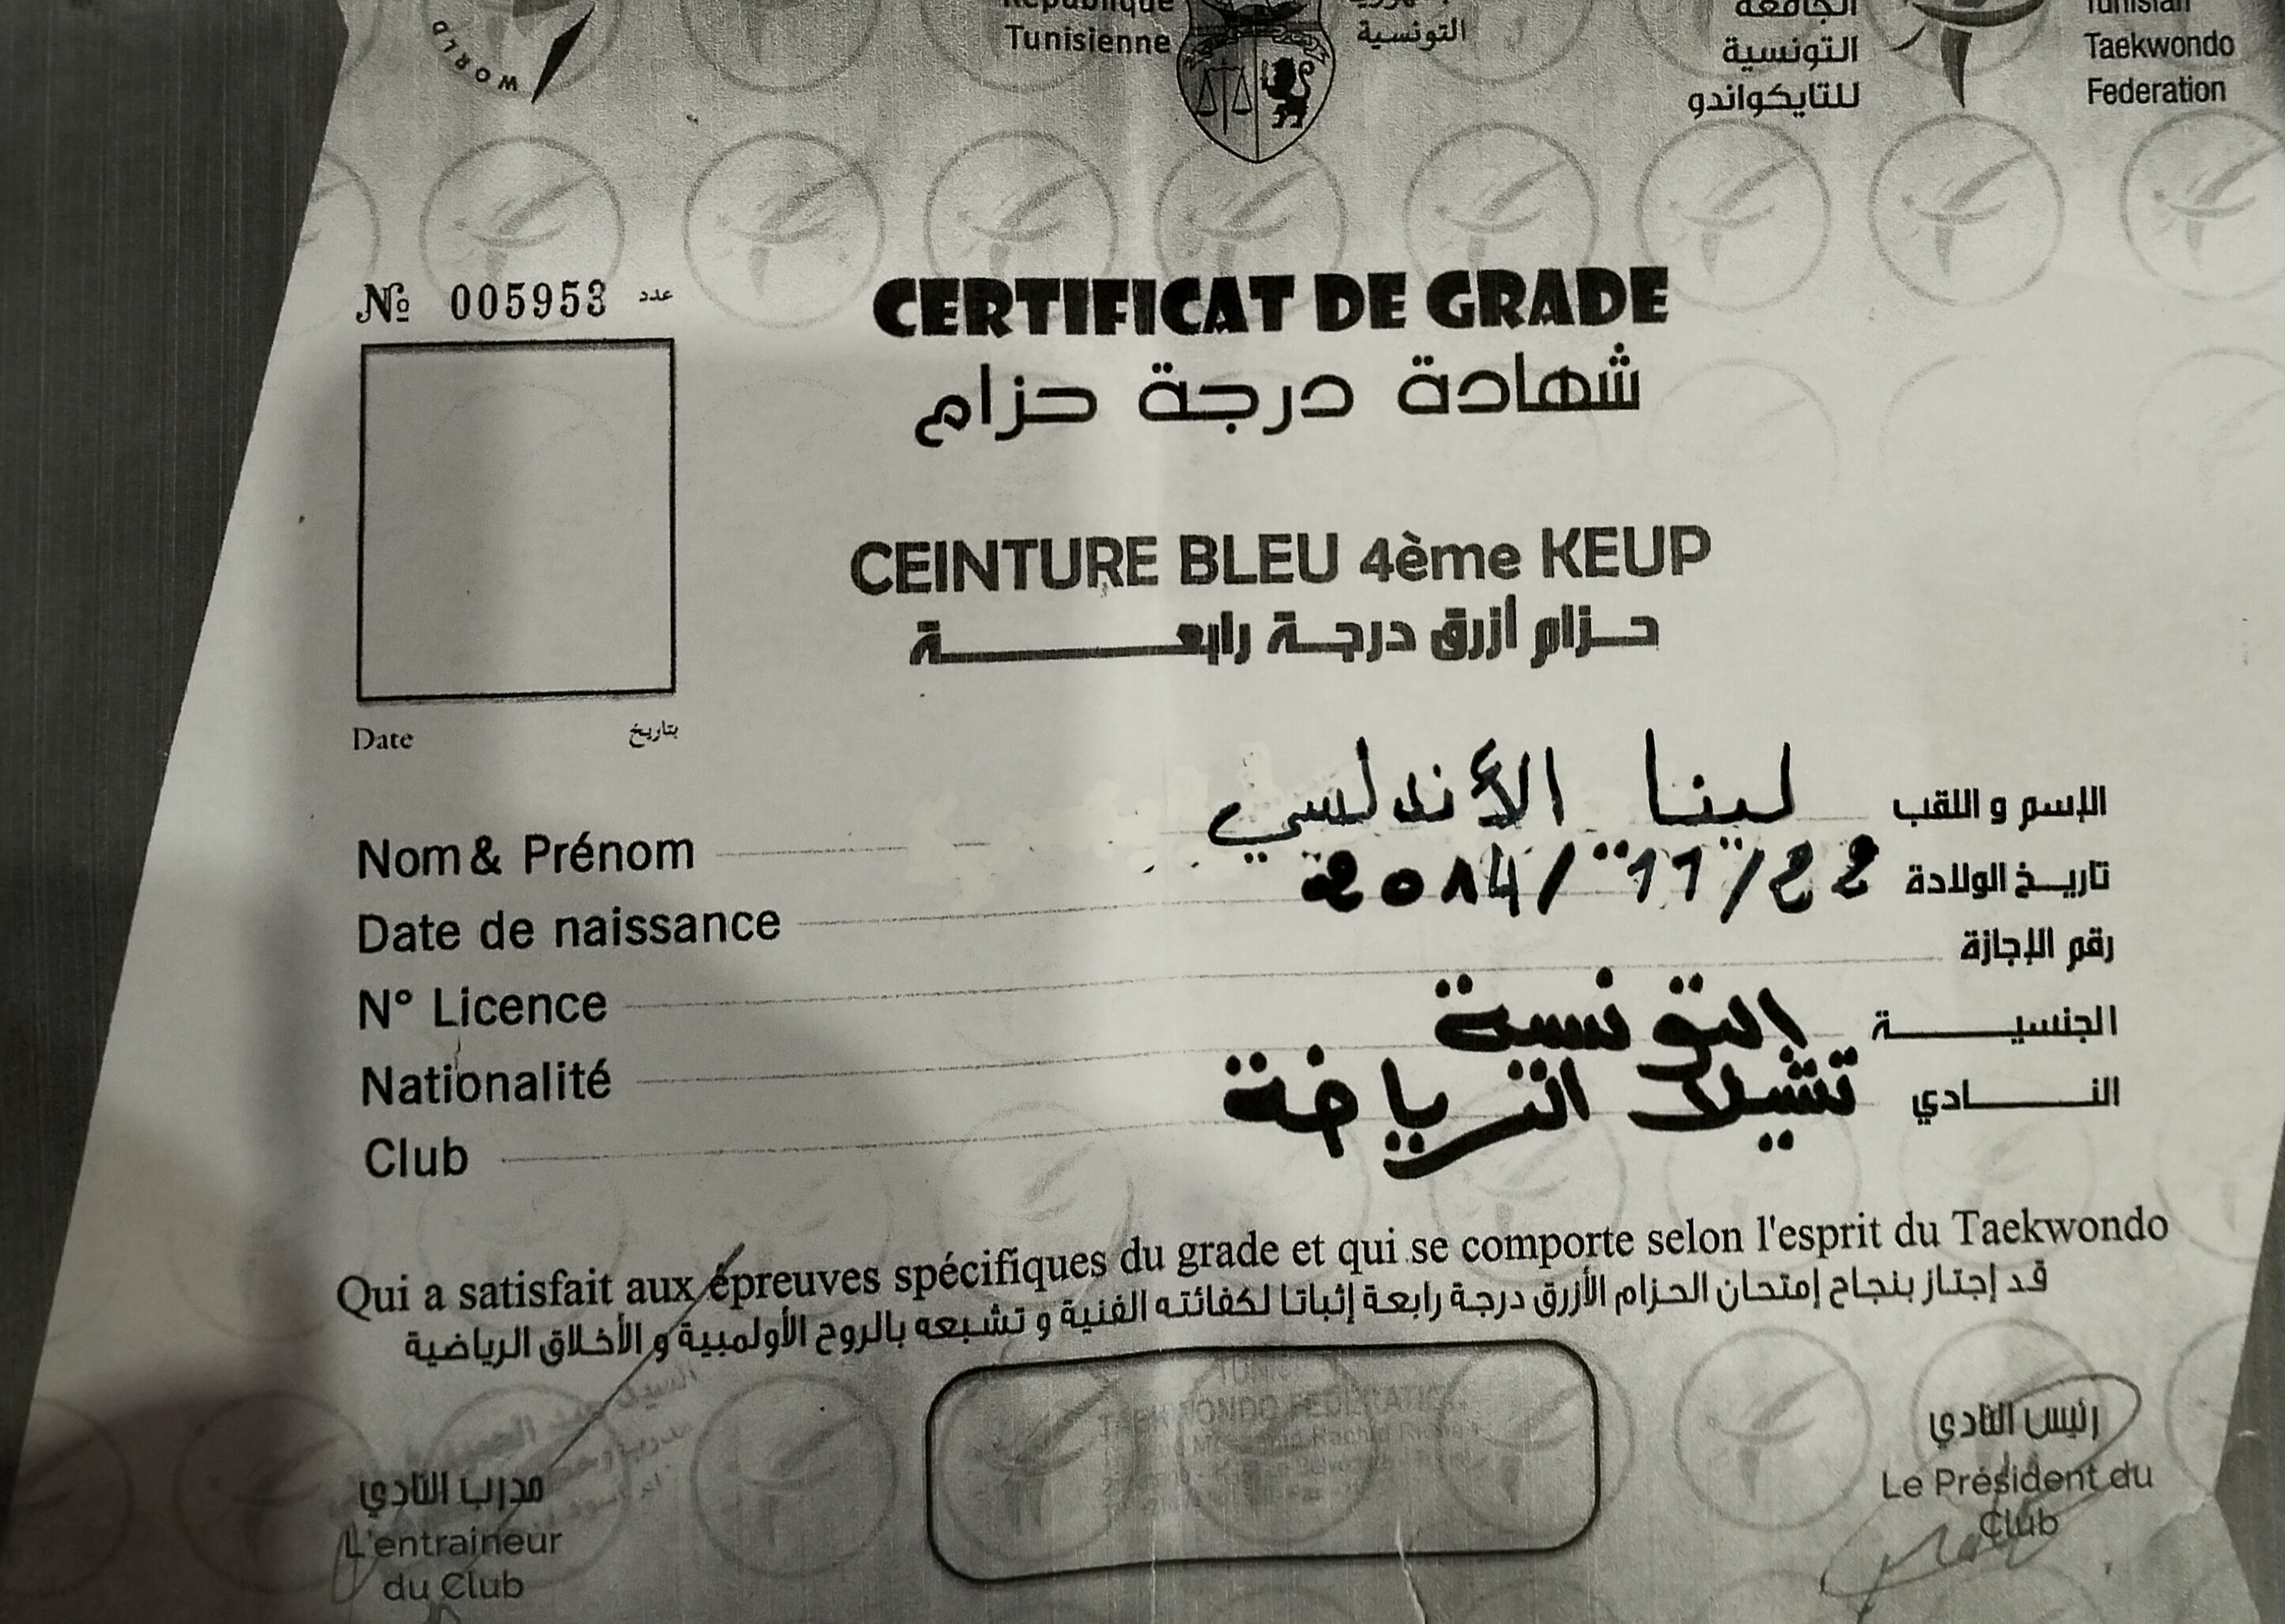 WORLD
République
Tunisienne
التونسية
الجامعة
التونسية
للتايكواندو
Tunisian
Taekwondo
Federation
№ 005953 عدد
CERTIFICAT DE GRADE
شهادة درجة حزام
CEINTURE BLEU 4ème KEUP
حزام أزرق درجة رابعة
Date بتاريخ
الإسم و اللقب لينا الأندلسي
Nom & Prénom
تاريخ الولادة 22/11/2014
Date de naissance
رقم الإجازة
N° Licence
الجنسية التونسية
Nationalité
النادي الرياضة
Club
Qui a satisfait aux épreuves spécifiques du grade et qui se comporte selon l'esprit du Taekwondo
قد إجتاز بنجاح إمتحان الحزام الأزرق درجة رابعة إثباتا لكفائته الفنية و تشبعه بالروح الأولمبية و الأخلاق الرياضية
مدرب النادي
L'entraineur
du Club
FEDERATION
رئيس النادي
Le Président du
Club